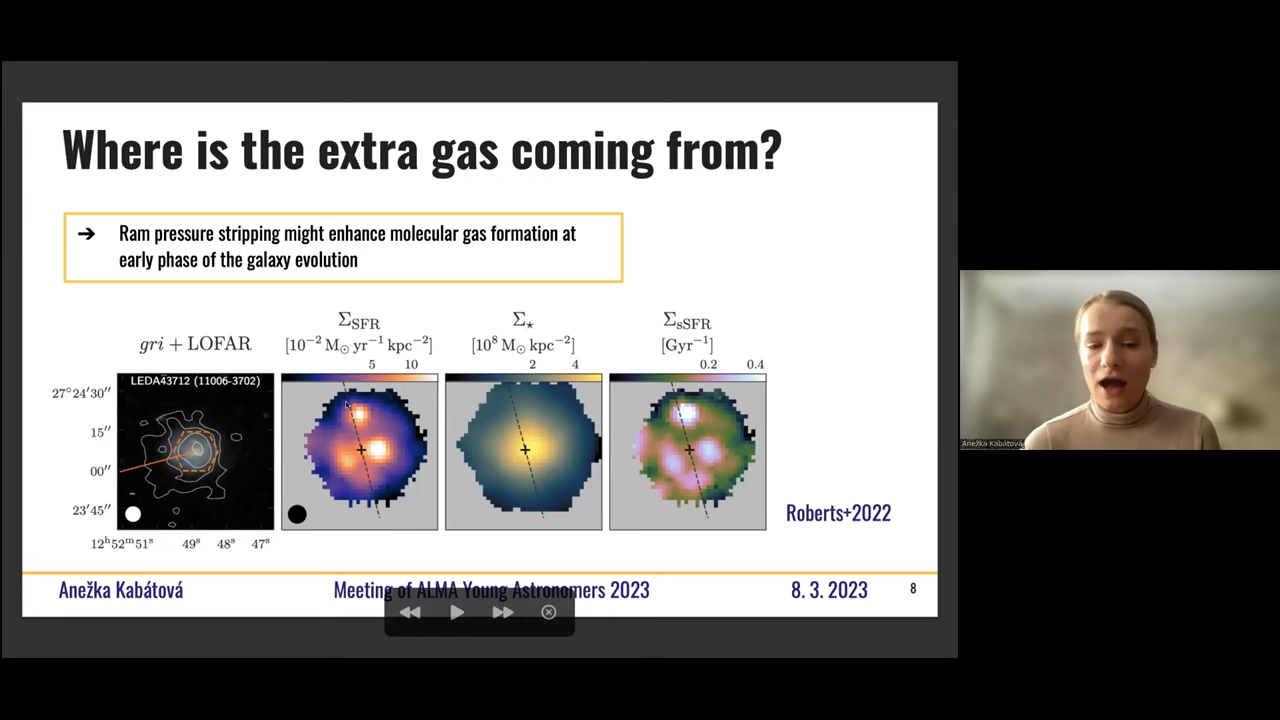 Where is the extra gas coming from?
➔ Ram pressure stripping might enhance molecular gas formation at
early phase of the galaxy evolution
gri + LOFAR
Σ_SFR
[10⁻² M⊙ yr⁻¹ kpc⁻²]
5 10
Σ⋆
[10⁸ M⊙ kpc⁻²]
2 4
Σ_sSFR
[Gyr⁻¹]
0.2 0.4
LEDA43712 (11006-3702)
27°24′30″
15″
00″
23′45″
12ʰ52ᵐ51ˢ 49ˢ 48ˢ 47ˢ
Roberts+2022
Anežka Kabátová
Meeting of ALMA Young Astronomers 2023
8. 3. 2023
8
Anežka Kabátová